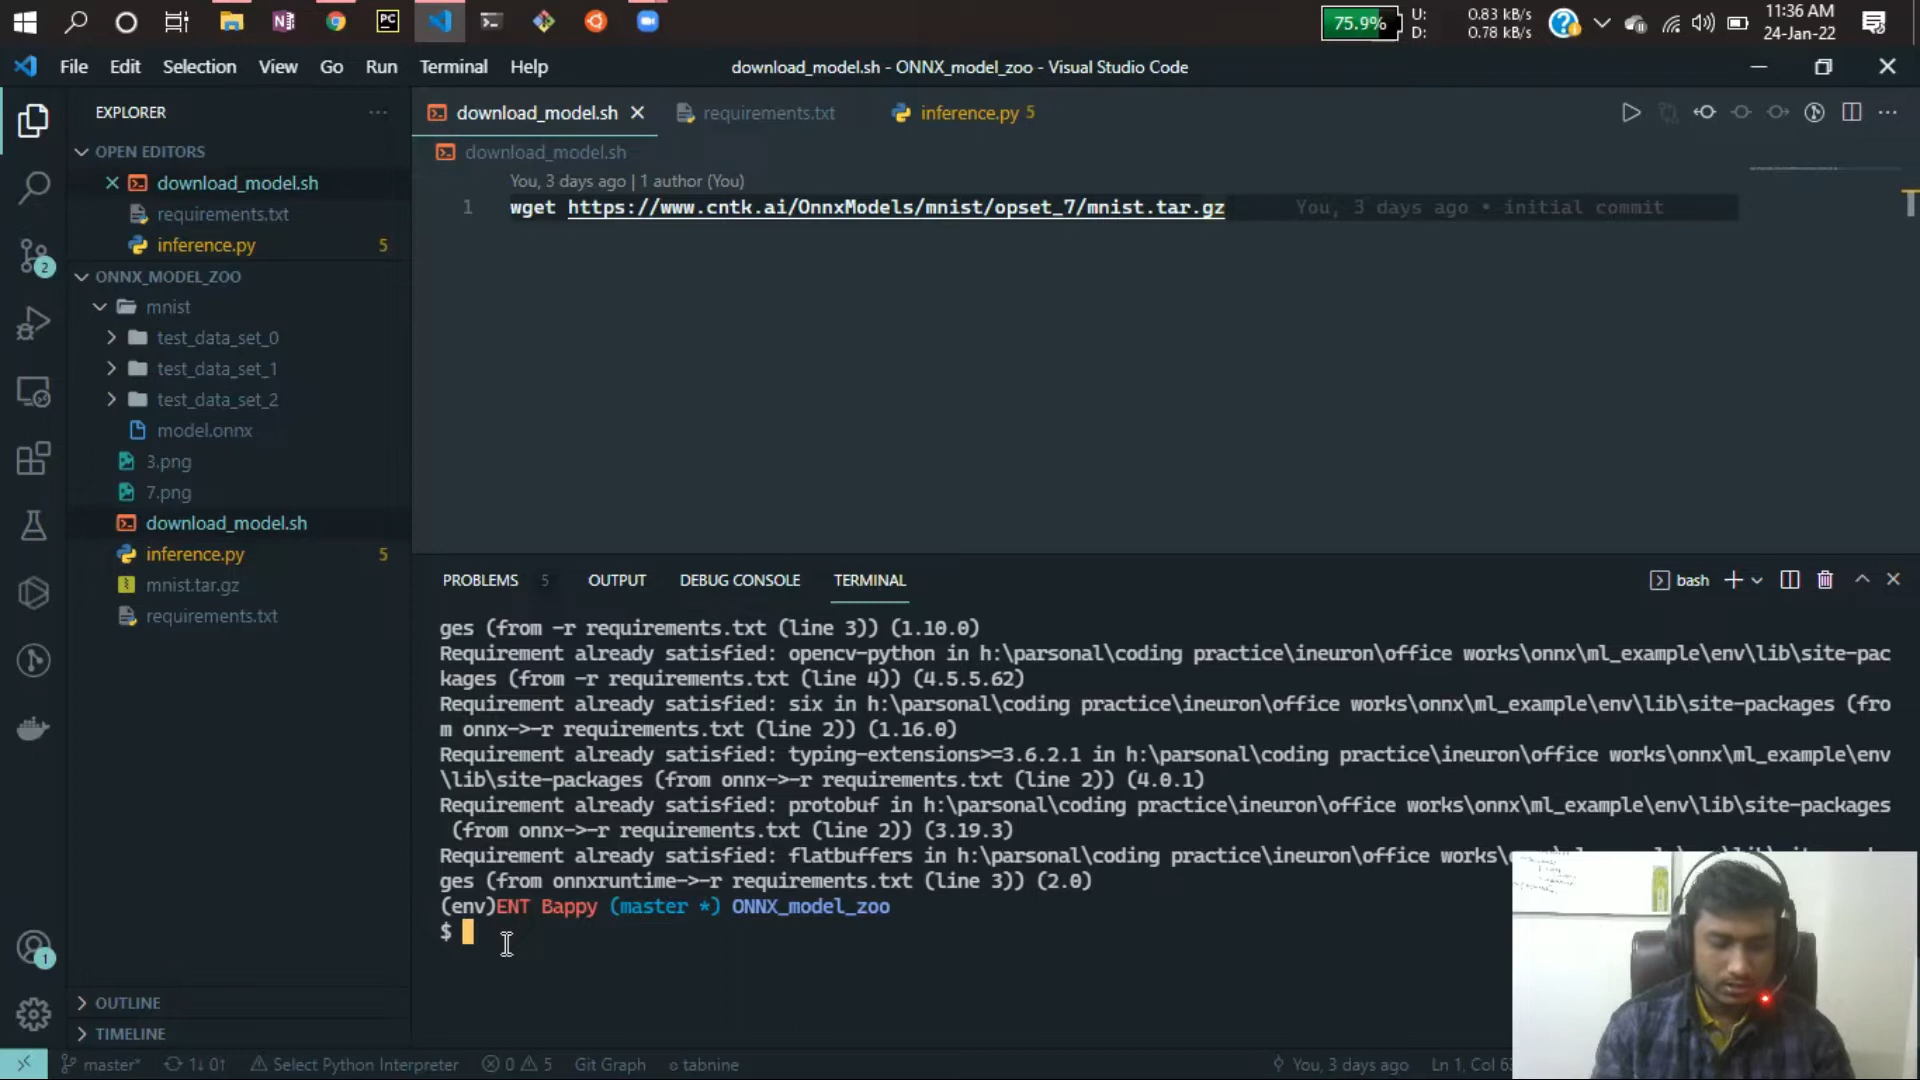 75.9%
U: 0.83 kB/s
D: 0.78 kB/s
11:36 AM
24-Jan-22
File Edit Selection View Go Run Terminal Help
download_model.sh - ONNX_model_zoo - Visual Studio Code
EXPLORER
download_model.sh
requirements.txt
inference.py 5
OPEN EDITORS
download_model.sh
requirements.txt
inference.py 5
ONNX_MODEL_ZOO
mnist
test_data_set_0
test_data_set_1
test_data_set_2
model.onnx
3.png
7.png
download_model.sh
inference.py 5
mnist.tar.gz
requirements.txt
OUTLINE
TIMELINE
2
1
download_model.sh
You, 3 days ago | 1 author (You)
1 wget https://www.cntk.ai/OnnxModels/mnist/opset_7/mnist.tar.gz You, 3 days ago • initial commit
PROBLEMS 5 OUTPUT DEBUG CONSOLE TERMINAL
bash
ges (from -r requirements.txt (line 3)) (1.10.0)
Requirement already satisfied: opencv-python in h:\parsonal\coding practice\ineuron\office works\onnx\ml_example\env\lib\site-pac
kages (from -r requirements.txt (line 4)) (4.5.5.62)
Requirement already satisfied: six in h:\parsonal\coding practice\ineuron\office works\onnx\ml_example\env\lib\site-packages (fro
m onnx->-r requirements.txt (line 2)) (1.16.0)
Requirement already satisfied: typing-extensions>=3.6.2.1 in h:\parsonal\coding practice\ineuron\office works\onnx\ml_example\env
\lib\site-packages (from onnx->-r requirements.txt (line 2)) (4.0.1)
Requirement already satisfied: protobuf in h:\parsonal\coding practice\ineuron\office works\onnx\ml_example\env\lib\site-packages
(from onnx->-r requirements.txt (line 2)) (3.19.3)
Requirement already satisfied: flatbuffers in h:\parsonal\coding practice\ineuron\office works\
ges (from onnxruntime->-r requirements.txt (line 3)) (2.0)
(env)ENT Bappy (master *) ONNX_model_zoo
$
master* 1↓ 0↑ Select Python Interpreter 0 5 Git Graph tabnine You, 3 days ago Ln 1, Col